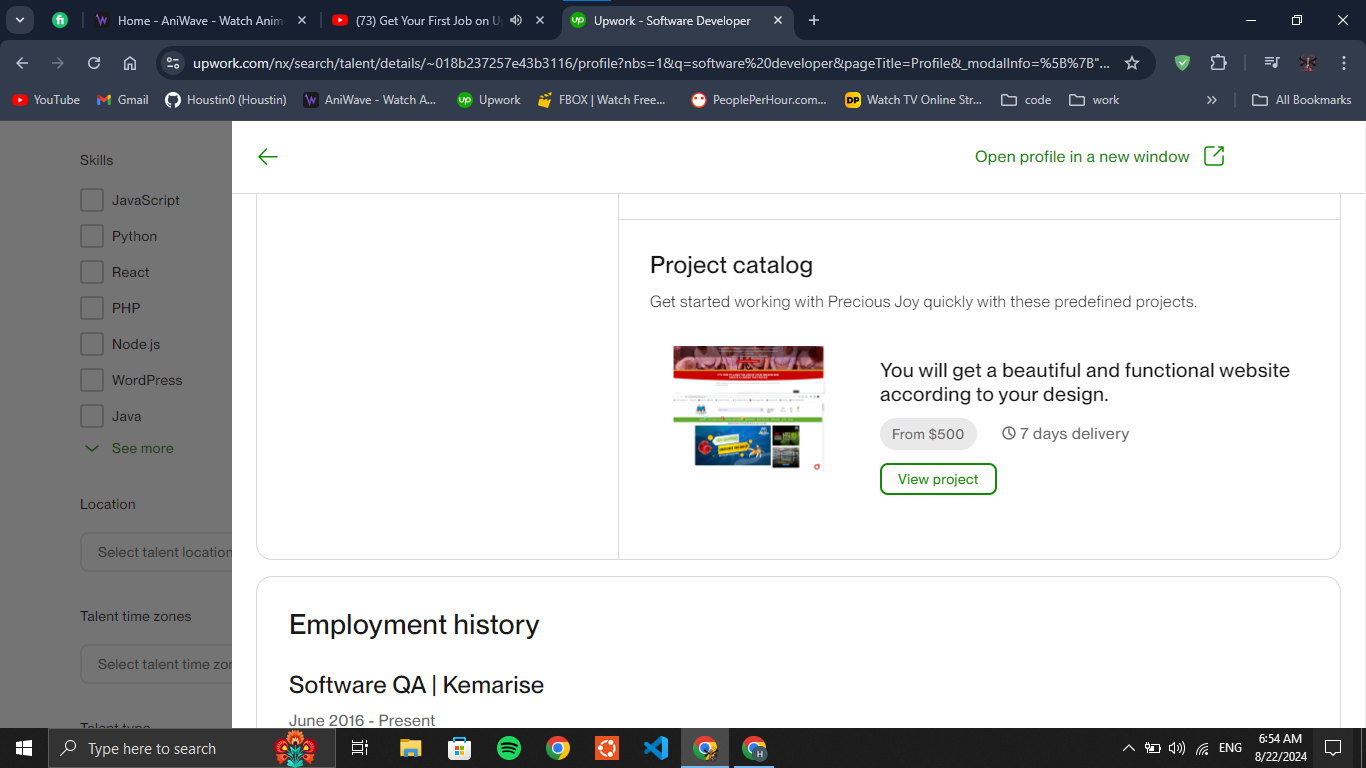 Home - AniWave - Watch Anim
(73) Get Your First Job on U
Upwork - Software Developer
upwork.com/nx/search/talent/details/~018b237257e43b3116/profile?nbs=1&q=software%20developer&pageTitle=Profile&_modalInfo=%5B%7B"...
YouTube
Gmail
Houstin0 (Houstin)
AniWave - Watch A...
Upwork
FBOX | Watch Free...
PeoplePerHour.com...
Watch TV Online Str...
code
work
All Bookmarks
Skills
JavaScript
Python
React
PHP
Node.js
WordPress
Java
See more
Location
Select talent location
Talent time zones
Select talent time zon
Talent type
Open profile in a new window
Project catalog
Get started working with Precious Joy quickly with these predefined projects.
You will get a beautiful and functional website
according to your design.
From $500
7 days delivery
View project
Employment history
Software QA | Kemarise
June 2016 - Present
Type here to search
ENG
6:54 AM
8/22/2024